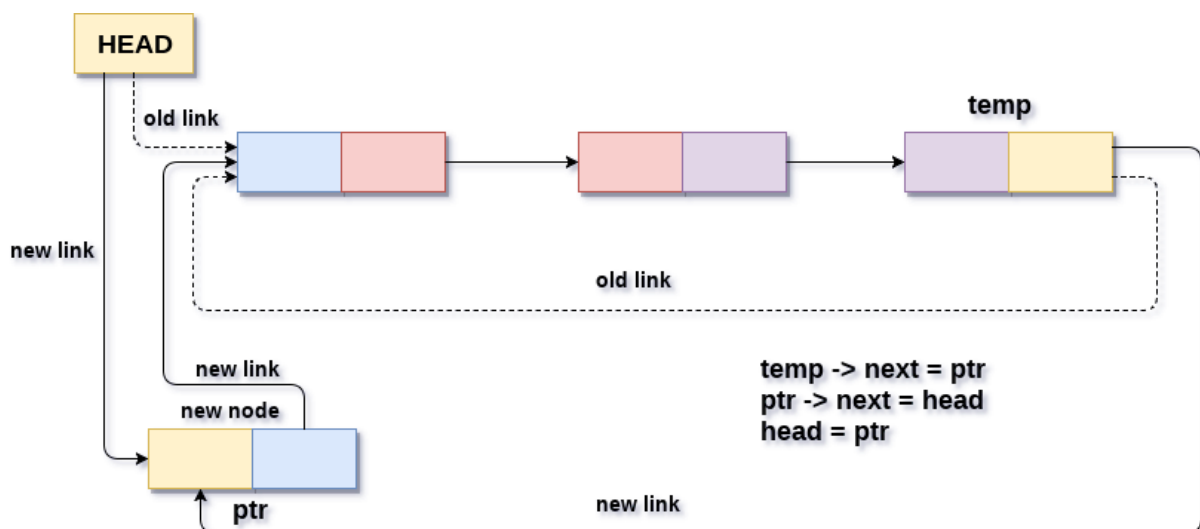 HEAD
old link
temp
new link
old link
new link
new node
temp -> next = ptr
ptr -> next = head
head = ptr
ptr
new link